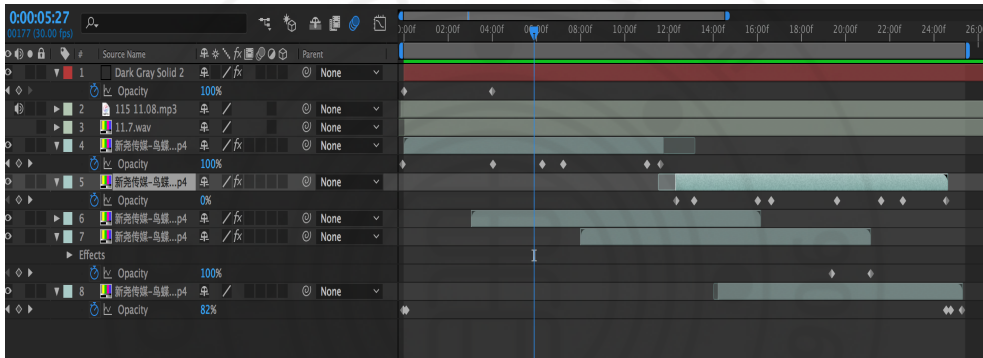 0:00:05:27
00177 (30.00 fps)
:00f 02:00f 04:00f 06:00f 08:00f 10:00f 12:00f 14:00f 16:00f 18:00f 20:00f 22:00f 24:00f 26:0
# Source Name Parent
1 Dark Gray Solid 2 None
Opacity 100%
2 115 11.08.mp3 None
3 11.7.wav None
4 新尧传媒-鸟蝶...p4 None
Opacity 100%
5 新尧传媒-鸟蝶...p4 None
Opacity 0%
6 新尧传媒-鸟蝶...p4 None
7 新尧传媒-鸟蝶...p4 None
Effects
Opacity 100%
8 新尧传媒-鸟蝶...p4 None
Opacity 82%